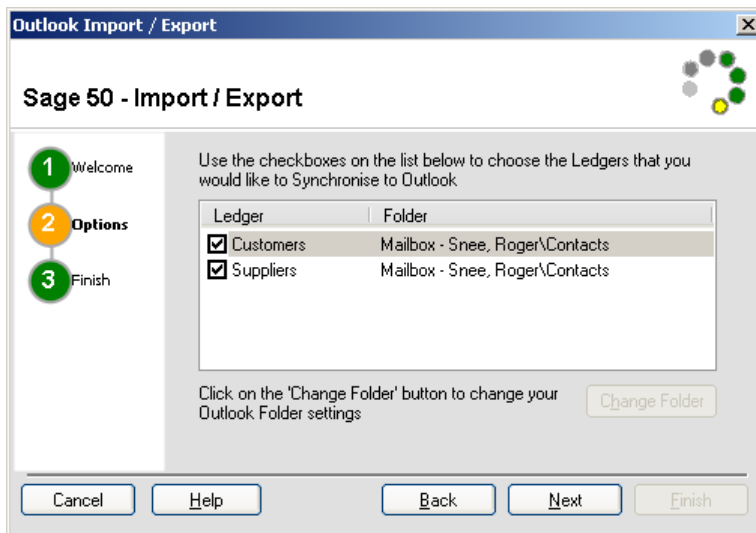 Outlook Import / Export
Sage 50 - Import / Export
1 Welcome
2 Options
3 Finish
Use the checkboxes on the list below to choose the Ledgers that you
would like to Synchronise to Outlook
Ledger Folder
Customers Mailbox - Snee, Roger\Contacts
Suppliers Mailbox - Snee, Roger\Contacts
Click on the 'Change Folder' button to change your
Outlook Folder settings
Change Folder
Cancel Help Back Next Finish